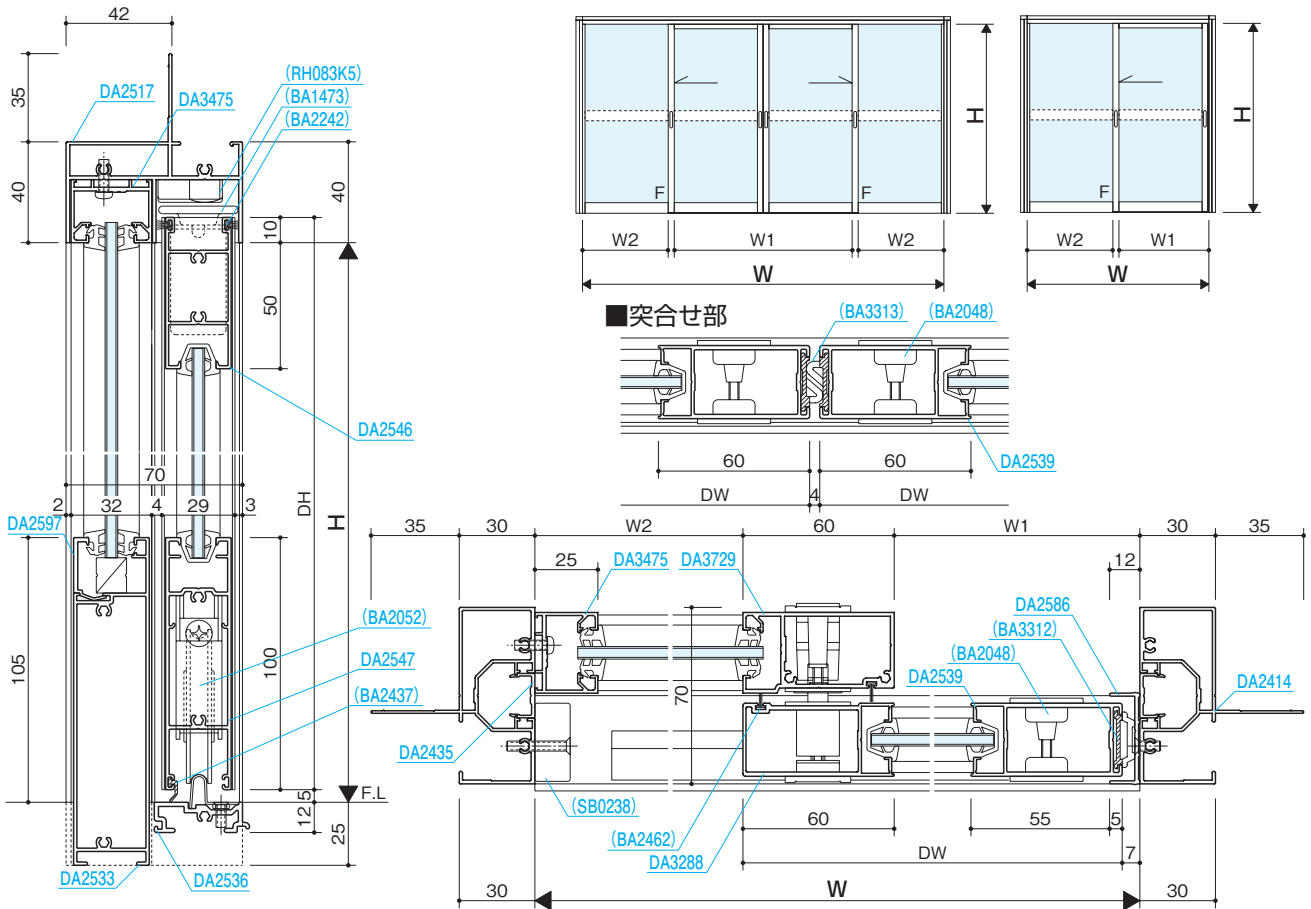 42
35
DA2517
DA3475
(RH083K5)
(BA1473)
(BA2242)
40
40
10
50
DA2546
70
2
32
4
29
3
DH
H
DA2597
105
(BA2052)
DA2547
(BA2437)
100
F.L
5
12
25
DA2533
DA2536
F
F
H
W2
W1
W2
W
F
H
W2
W1
W
■突合せ部
(BA3313)
(BA2048)
60
60
DA2539
DW
4
DW
35
30
W2
60
W1
30
35
25
DA3475
DA3729
12
DA2586
(BA3312)
(BA2048)
DA2539
70
DA2414
DA2435
(SB0238)
(BA2462)
DA3288
60
55
5
DW
7
30
W
30